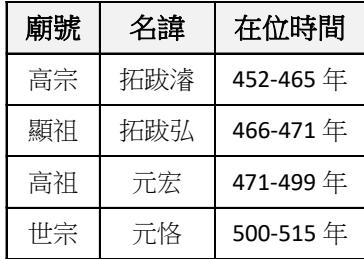 廟號 名諱 在位時間
高宗 拓跋濬 452-465 年
顯祖 拓跋弘 466-471 年
高祖 元宏 471-499 年
世宗 元恪 500-515 年